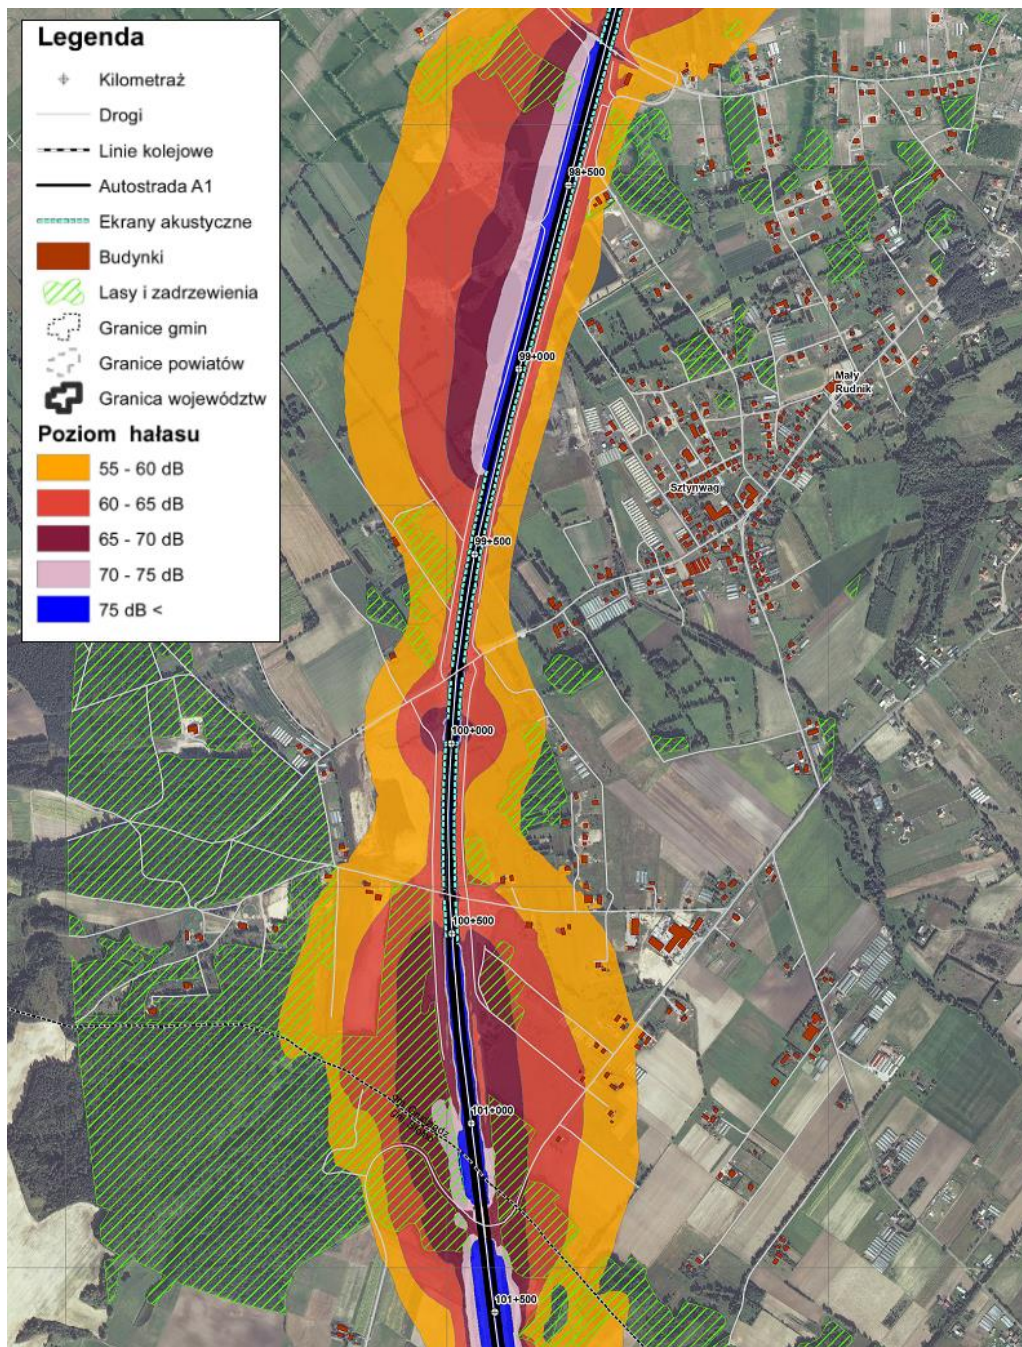 Legenda
Kilometraż
Drogi
Linie kolejowe
Autostrada A1
Ekrany akustyczne
Budynki
Lasy i zadrzewienia
Granice gmin
Granice powiatów
Granica województw
Poziom hałasu
55 - 60 dB
60 - 65 dB
65 - 70 dB
70 - 75 dB
75 dB <
98+500
99+000
Mały
Rudnik
Sztynwag
99+500
100+000
100+500
101+000
101+500